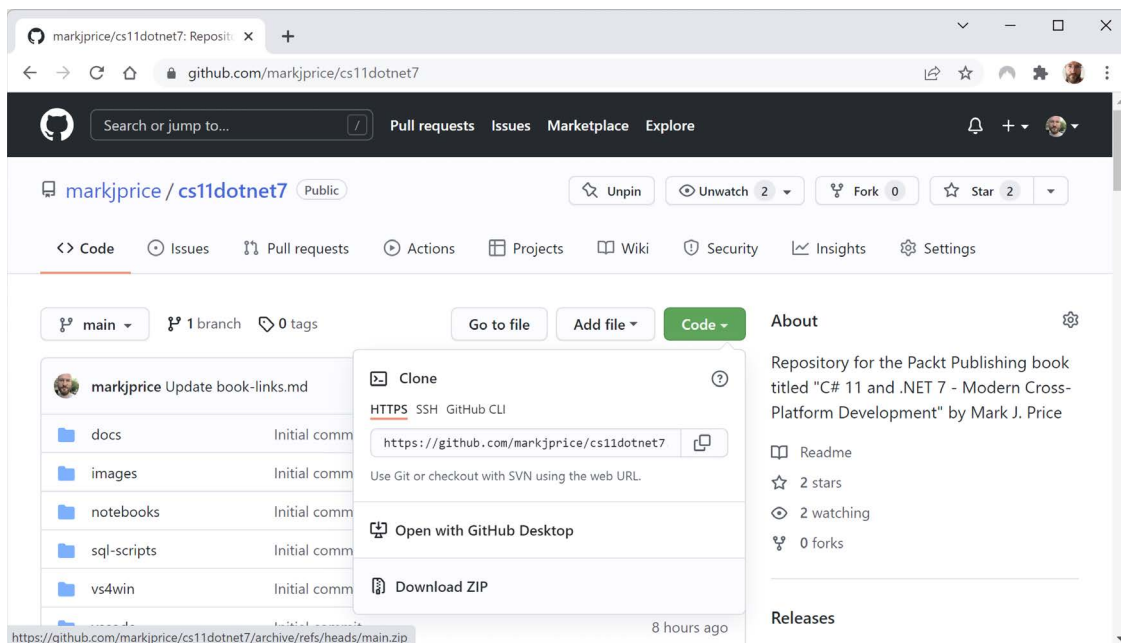 markjprice/cs11dotnet7: Reposit
github.com/markjprice/cs11dotnet7
Search or jump to... / Pull requests Issues Marketplace Explore
markjprice / cs11dotnet7 Public Unpin Unwatch 2 Fork 0 Star 2
Code Issues Pull requests Actions Projects Wiki Security Insights Settings
main 1 branch 0 tags Go to file Add file Code
markjprice Update book-links.md
docs Initial comm
images Initial comm
notebooks Initial comm
sql-scripts Initial comm
vs4win Initial comm
Initial commit 8 hours ago
Clone
HTTPS SSH GitHub CLI
https://github.com/markjprice/cs11dotnet7
Use Git or checkout with SVN using the web URL.
Open with GitHub Desktop
Download ZIP
About
Repository for the Packt Publishing book
titled "C# 11 and .NET 7 - Modern Cross-
Platform Development" by Mark J. Price
Readme
2 stars
2 watching
0 forks
Releases
https://github.com/markjprice/cs11dotnet7/archive/refs/heads/main.zip